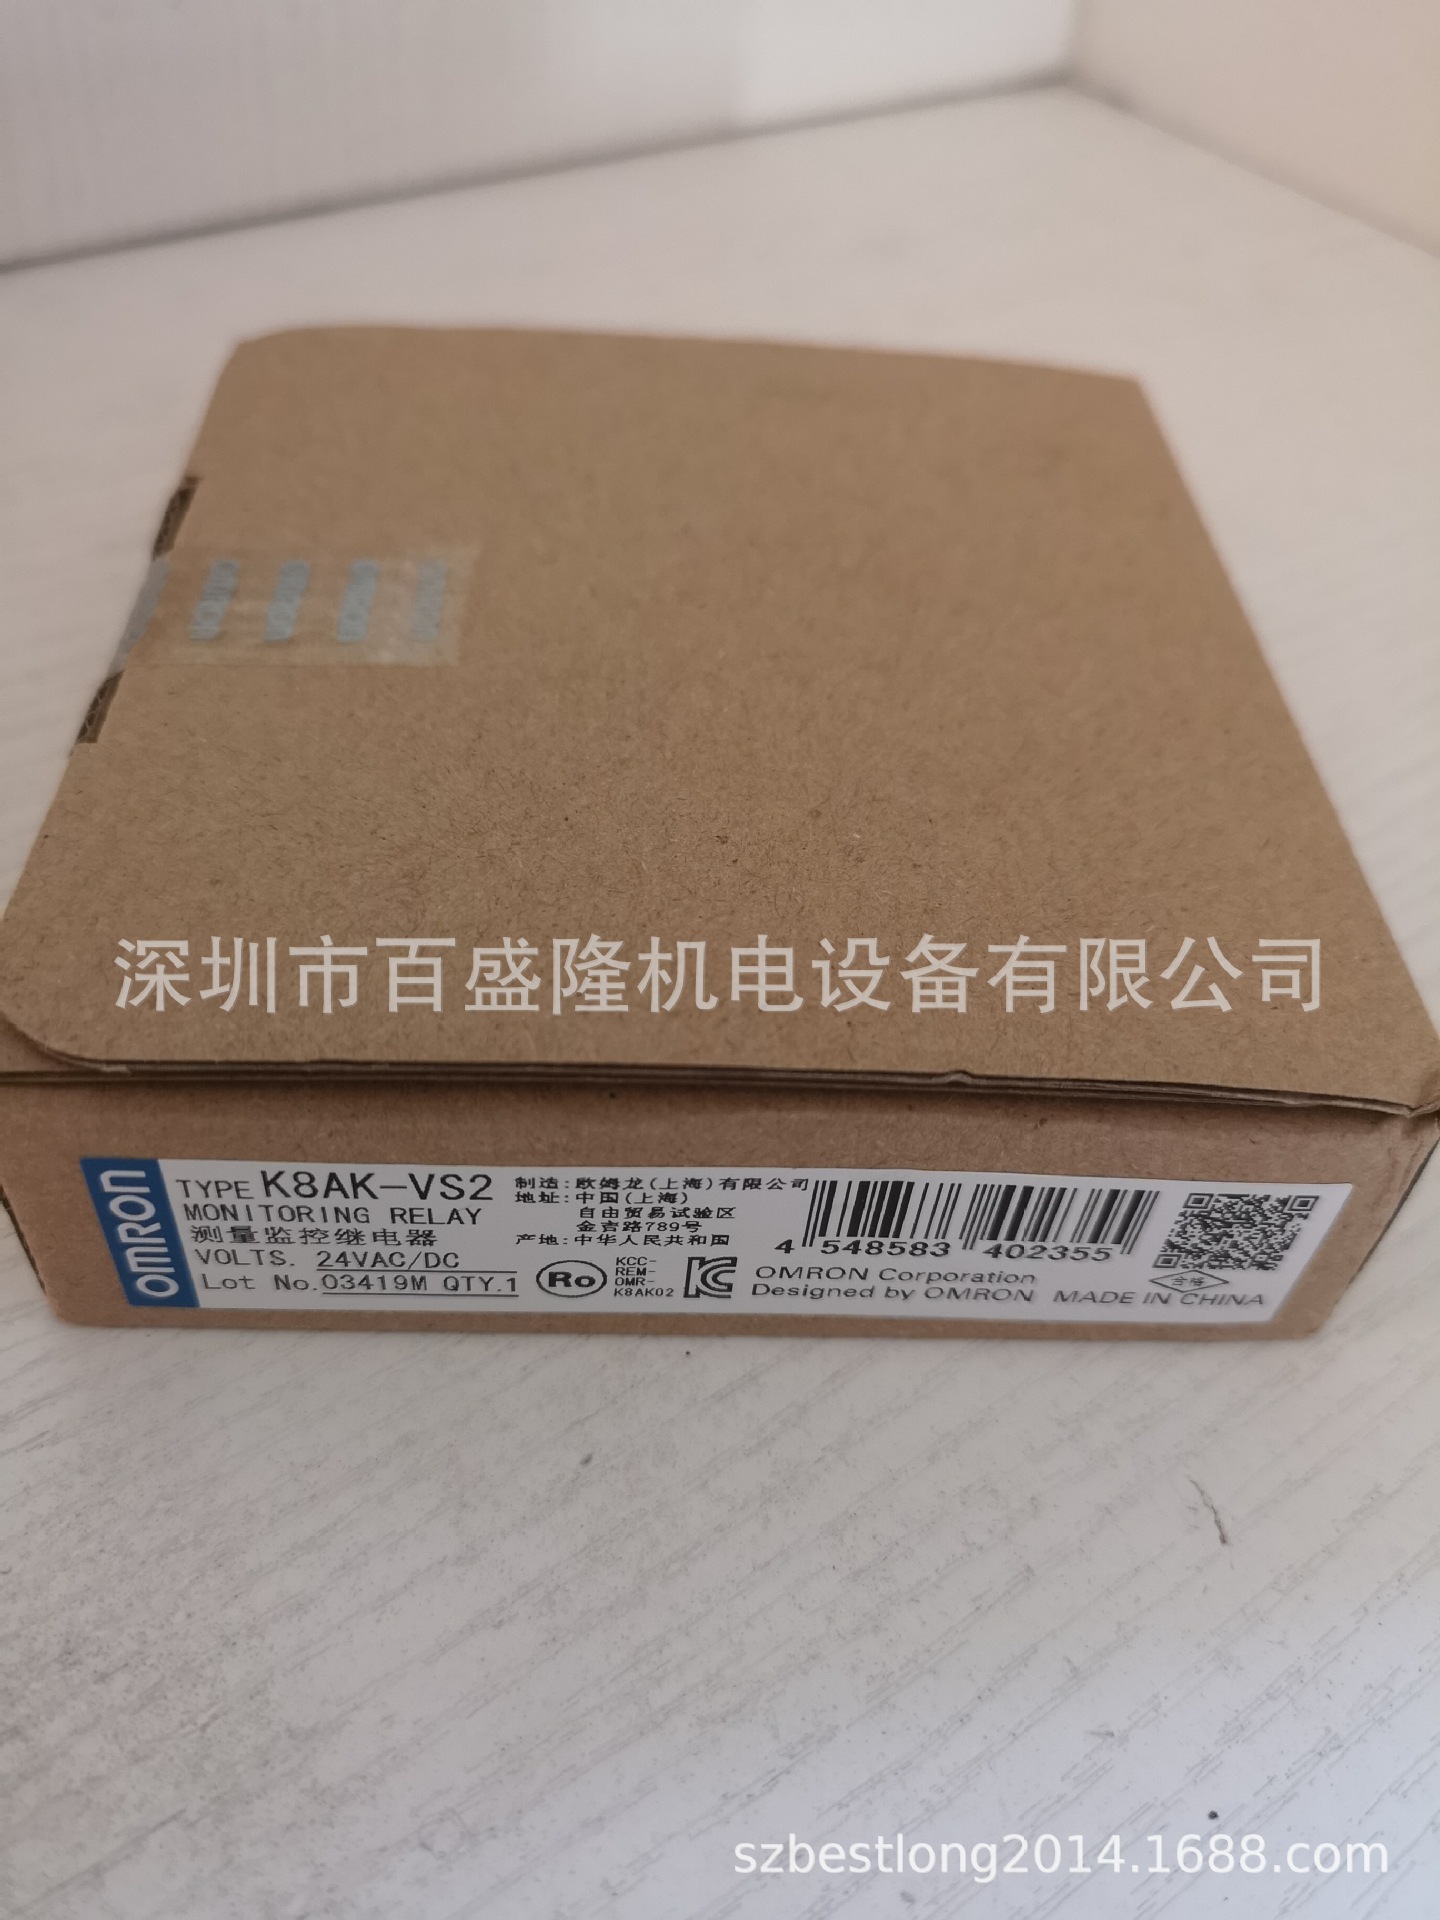 深圳市百盛隆机电设备有限公司
OMRON
TYPE K8AK-VS2
MONITORING RELAY
测量监控继电器
VOLTS. 24VAC/DC
Lot No.03419M QTY.1
制造:欧姆龙(上海)有限公司
地址:中国(上海)
自由贸易试验区
金吉路789号
产地:中华人民共和国
Ro
KCC-
REM-
OMR-
K8AK02
4 548583 402355
合格
OMRON Corporation
Designed by OMRON MADE IN CHINA
szbestlong2014.1688.com